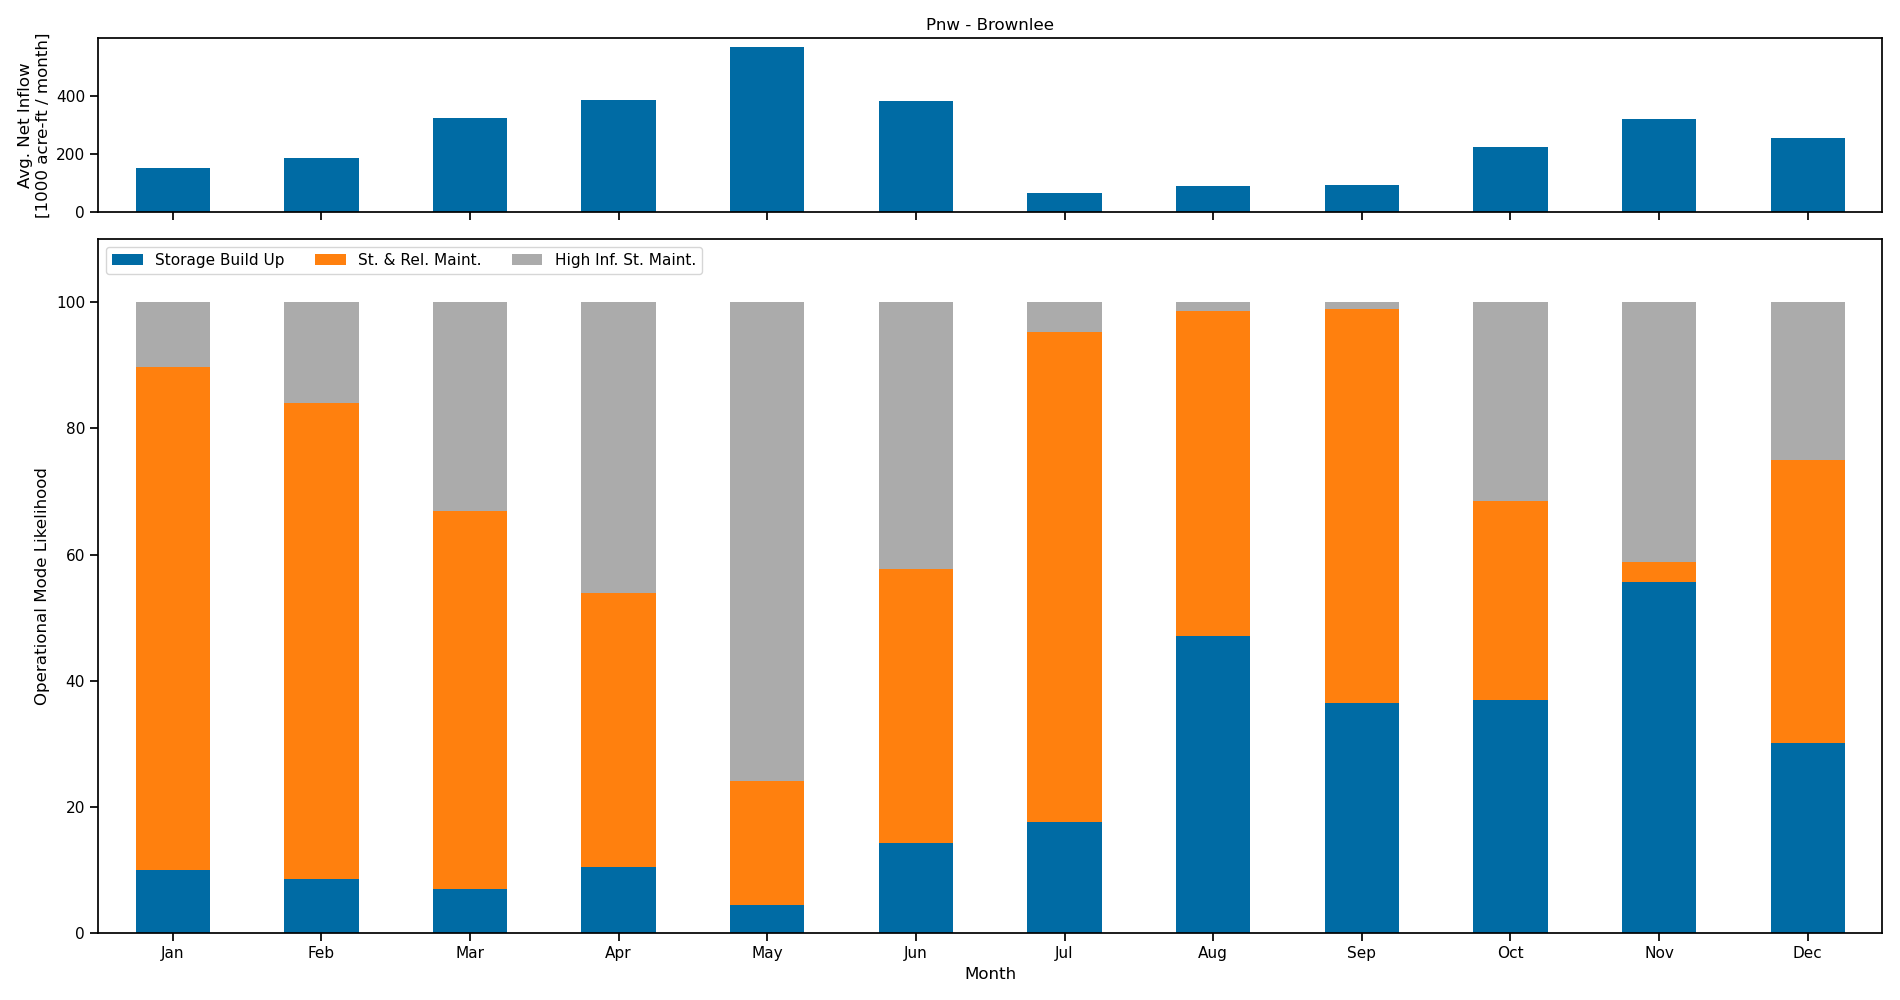 Pnw - Brownlee
Avg. Net Inflow
[1000 acre-ft / month]
400
200
0
Storage Build Up
St. & Rel. Maint.
High Inf. St. Maint.
Operational Mode Likelihood
100
80
60
40
20
0
Jan Feb Mar Apr May Jun Jul Aug Sep Oct Nov Dec
Month